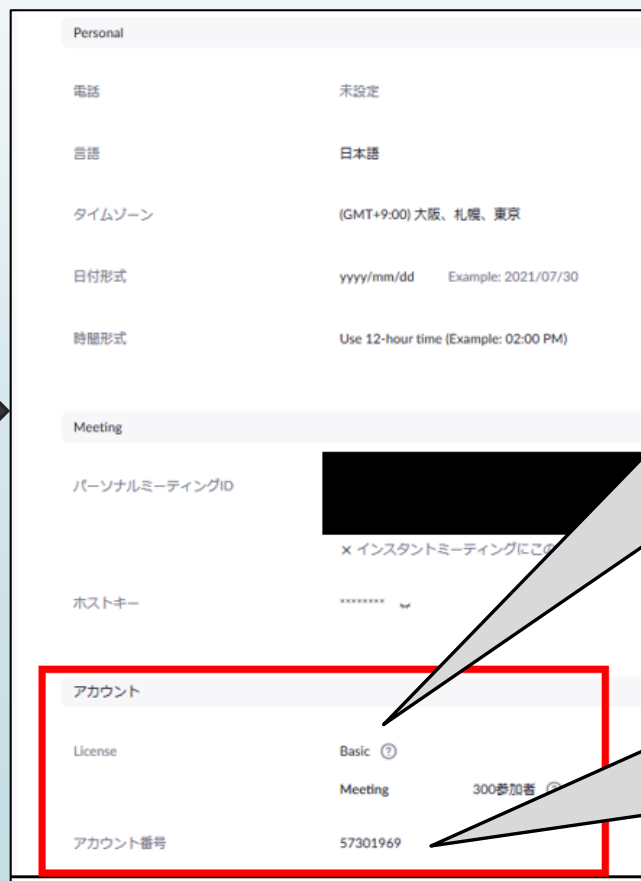 Personal
電話 未設定
言語 日本語
タイムゾーン (GMT+9:00) 大阪、札幌、東京
日付形式 yyyy/mm/dd Example: 2021/07/30
時間形式 Use 12-hour time (Example: 02:00 PM)
Meeting
パーソナルミーティングID
× インスタントミーティングにこの
ホストキー ********
アカウント
License Basic ?
Meeting 300参加者
アカウント番号 57301969